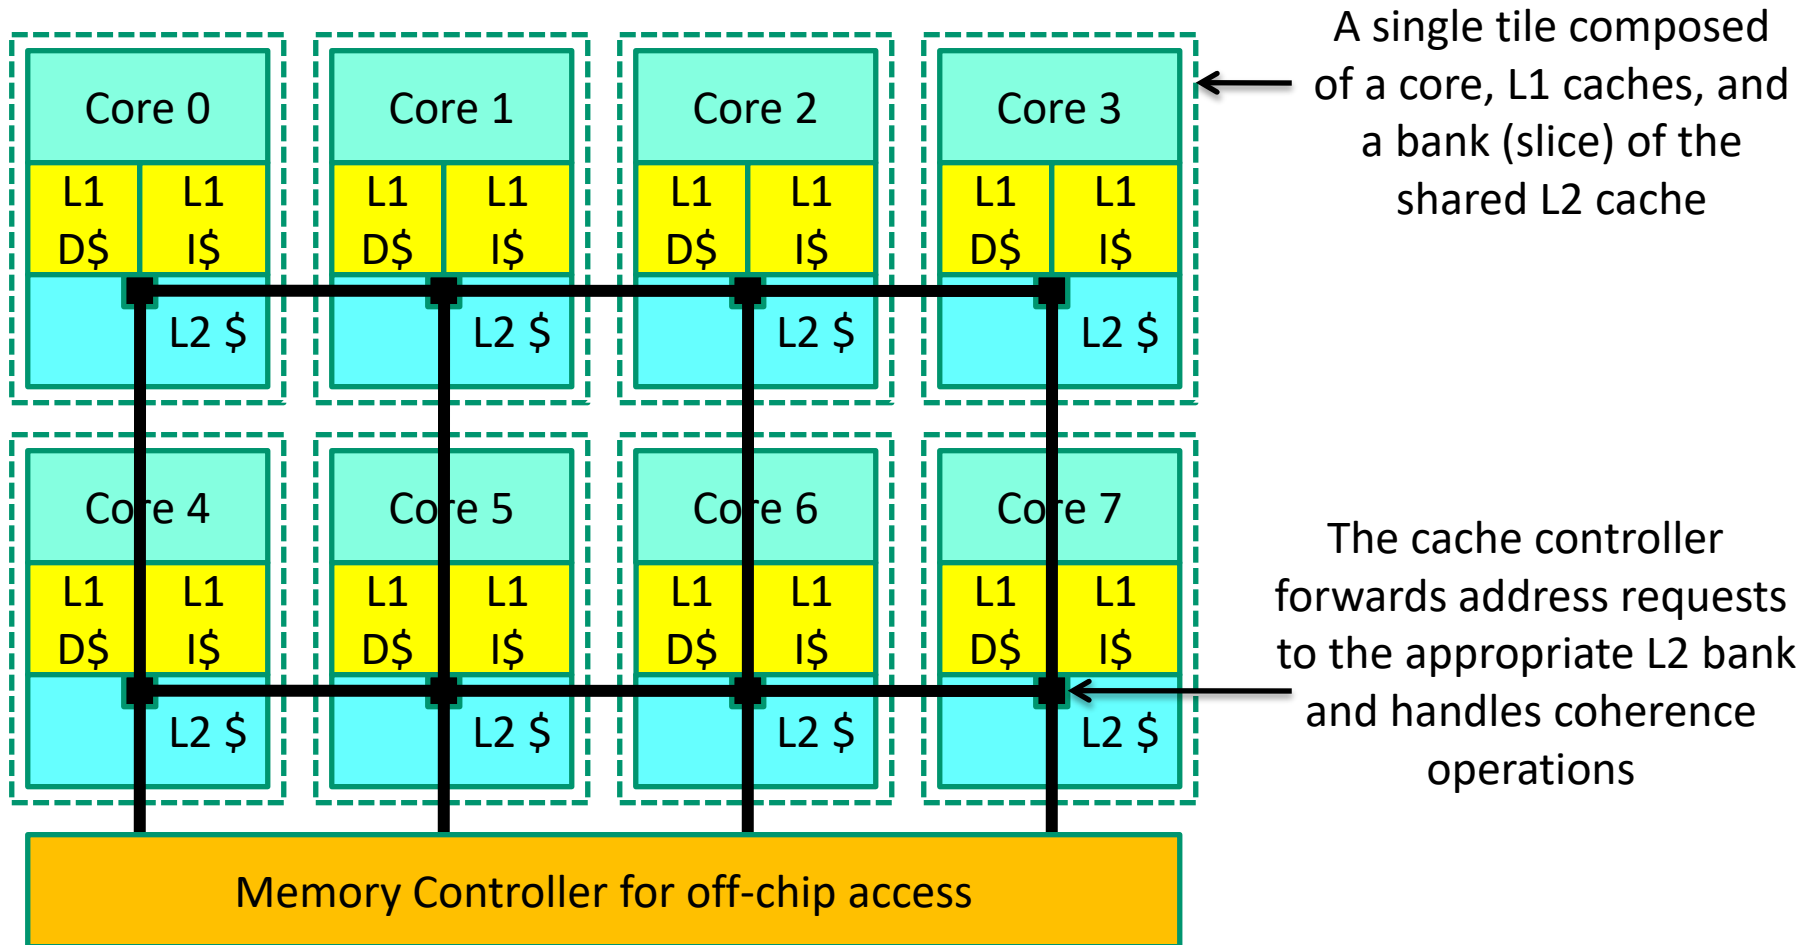 Core 0
Core 1
Core 2
Core 3
L1 L1
D$ I$
L1 L1
D$ I$
L1 L1
D$ I$
L1 L1
D$ I$
L2 $
L2 $
L2 $
L2 $
A single tile composed
of a core, L1 caches, and
a bank (slice) of the
shared L2 cache
Core 4
Core 5
Core 6
Core 7
L1 L1
D$ I$
L1 L1
D$ I$
L1 L1
D$ I$
L1 L1
D$ I$
L2 $
L2 $
L2 $
L2 $
The cache controller
forwards address requests
to the appropriate L2 bank
and handles coherence
operations
Memory Controller for off-chip access